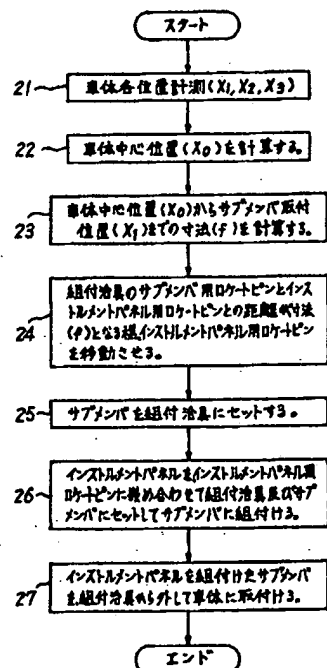 スタート
21
車体各位置計測(X1,X2,X3)
22
車体中心位置(X0)を計算する。
23
車体中心位置(X0)からサブメンバ取付
位置(X1)までの寸法(f)を計算する。
24
組付治具のサブメンバ用ロケートピンとインス
トルメントパネル用ロケートピンとの距離が寸法
(f)となる様、インストルメントパネル用ロケートピン
を移動させる。
25
サブメンバを組付治具にセットする。
26
インストルメントパネルをインストルメントパネル用
ロケートピンに嵌め合わせて組付治具及びサブ
メンバにセットしてサブメンバに組付ける。
27
インストルメントパネルを組付けたサブメンバ
を組付治具から外して車体に取付ける。
エンド